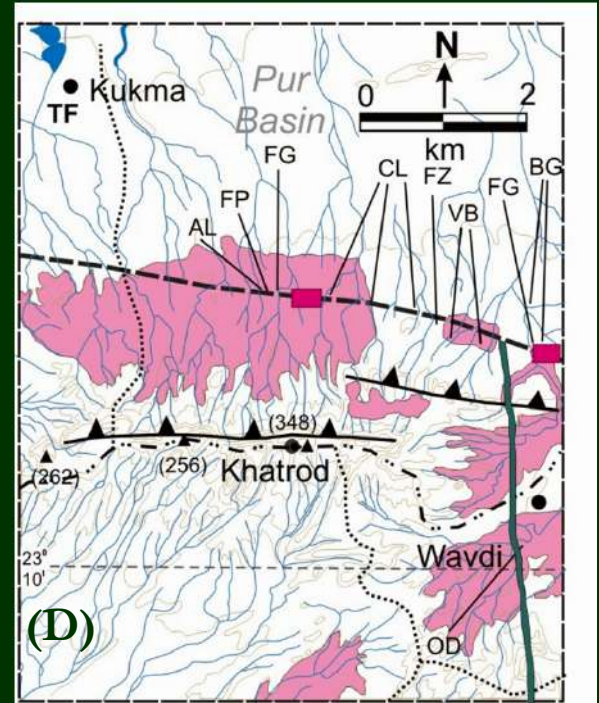 N
Pur
Basin
0 2
km
Kukma
TF
FG
CL
FZ
FG
BG
FP
VB
AL
(348)
(262)
(256)
Khatrod
23°
10'
Wavdi
(D)
OD